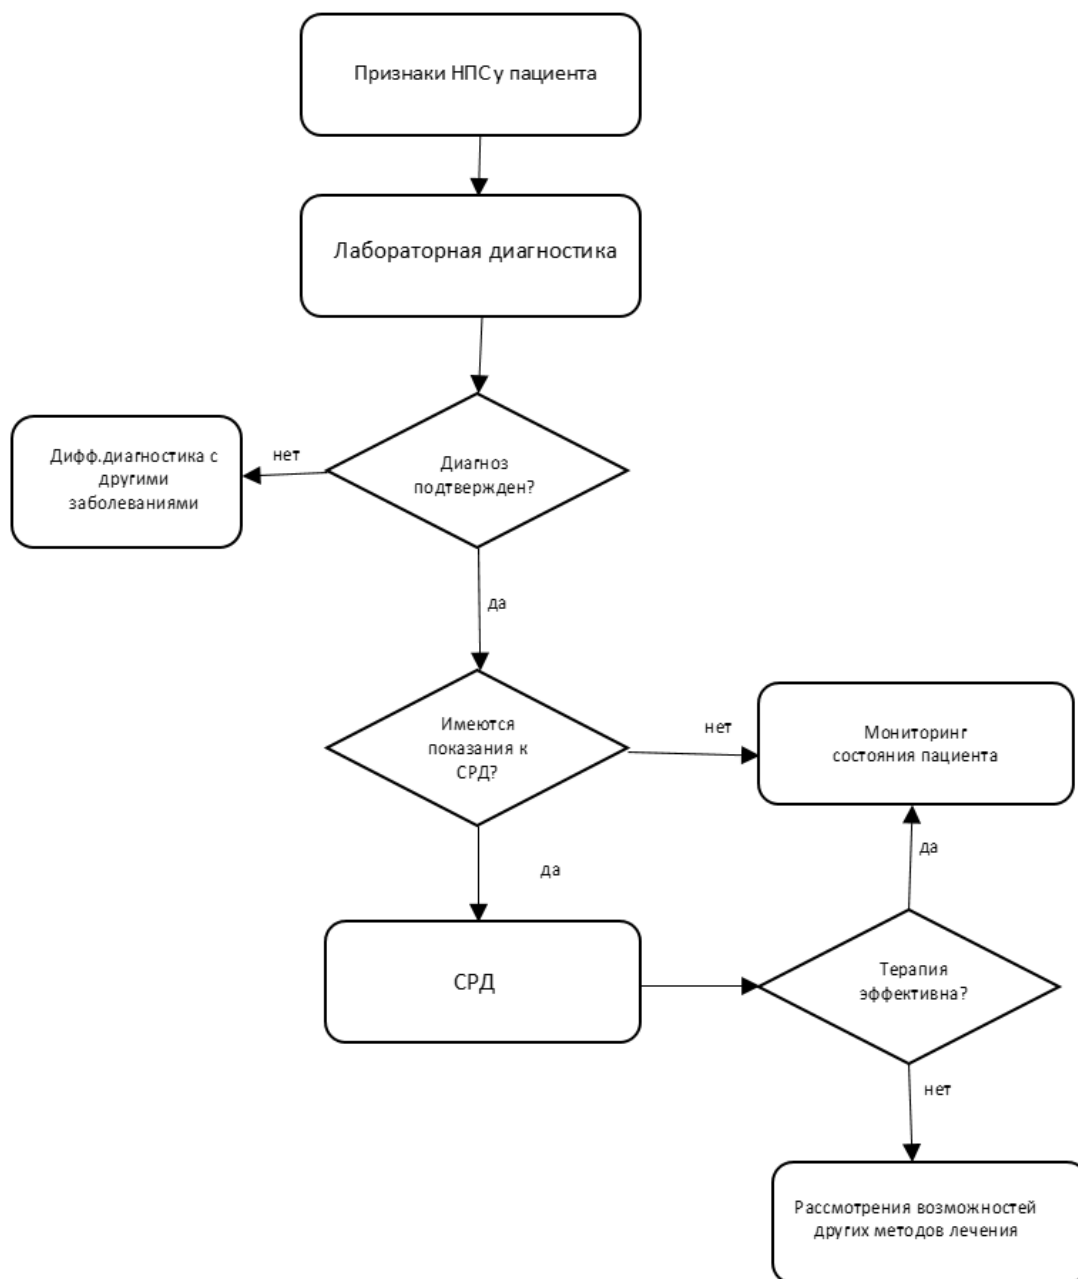 Признаки НПС у пациента
Лабораторная диагностика
Диагноз
подтвержден?
нет
Дифф.диагностика с
другими
заболеваниями
да
Имеются
показания к
СРД?
нет
Мониторинг
состояния пациента
да
СРД
Терапия
эффективна?
да
нет
Рассмотрения возможностей
других методов лечения